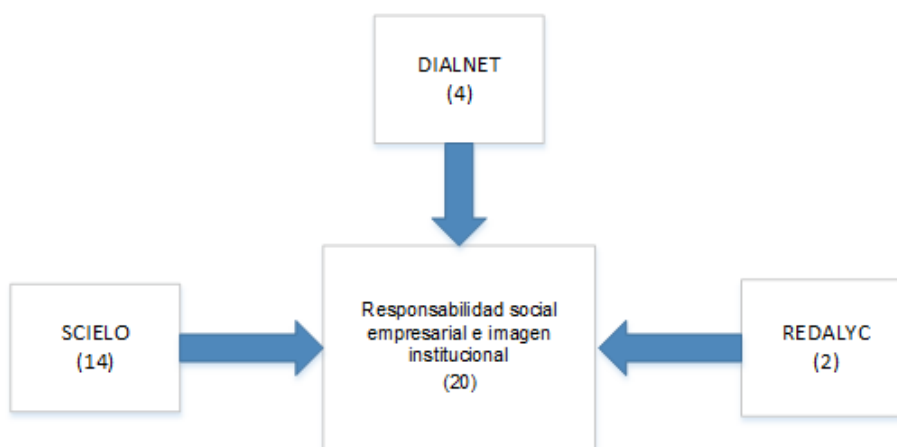 DIALNET
(4)
SCIELO
(14)
Responsabilidad social
empresarial e imagen
institucional
(20)
REDALYC
(2)